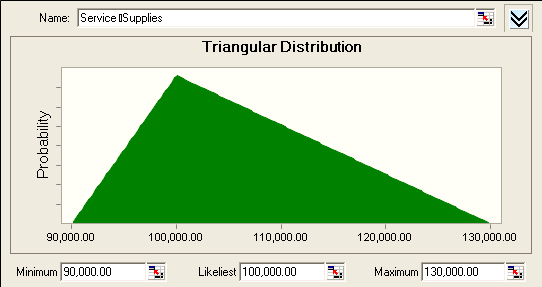 Name: Service Supplies
Triangular Distribution
Probability
90,000.00 100,000.00 110,000.00 120,000.00 130,000.00
Minimum 90,000.00 Likeliest 100,000.00 Maximum 130,000.00